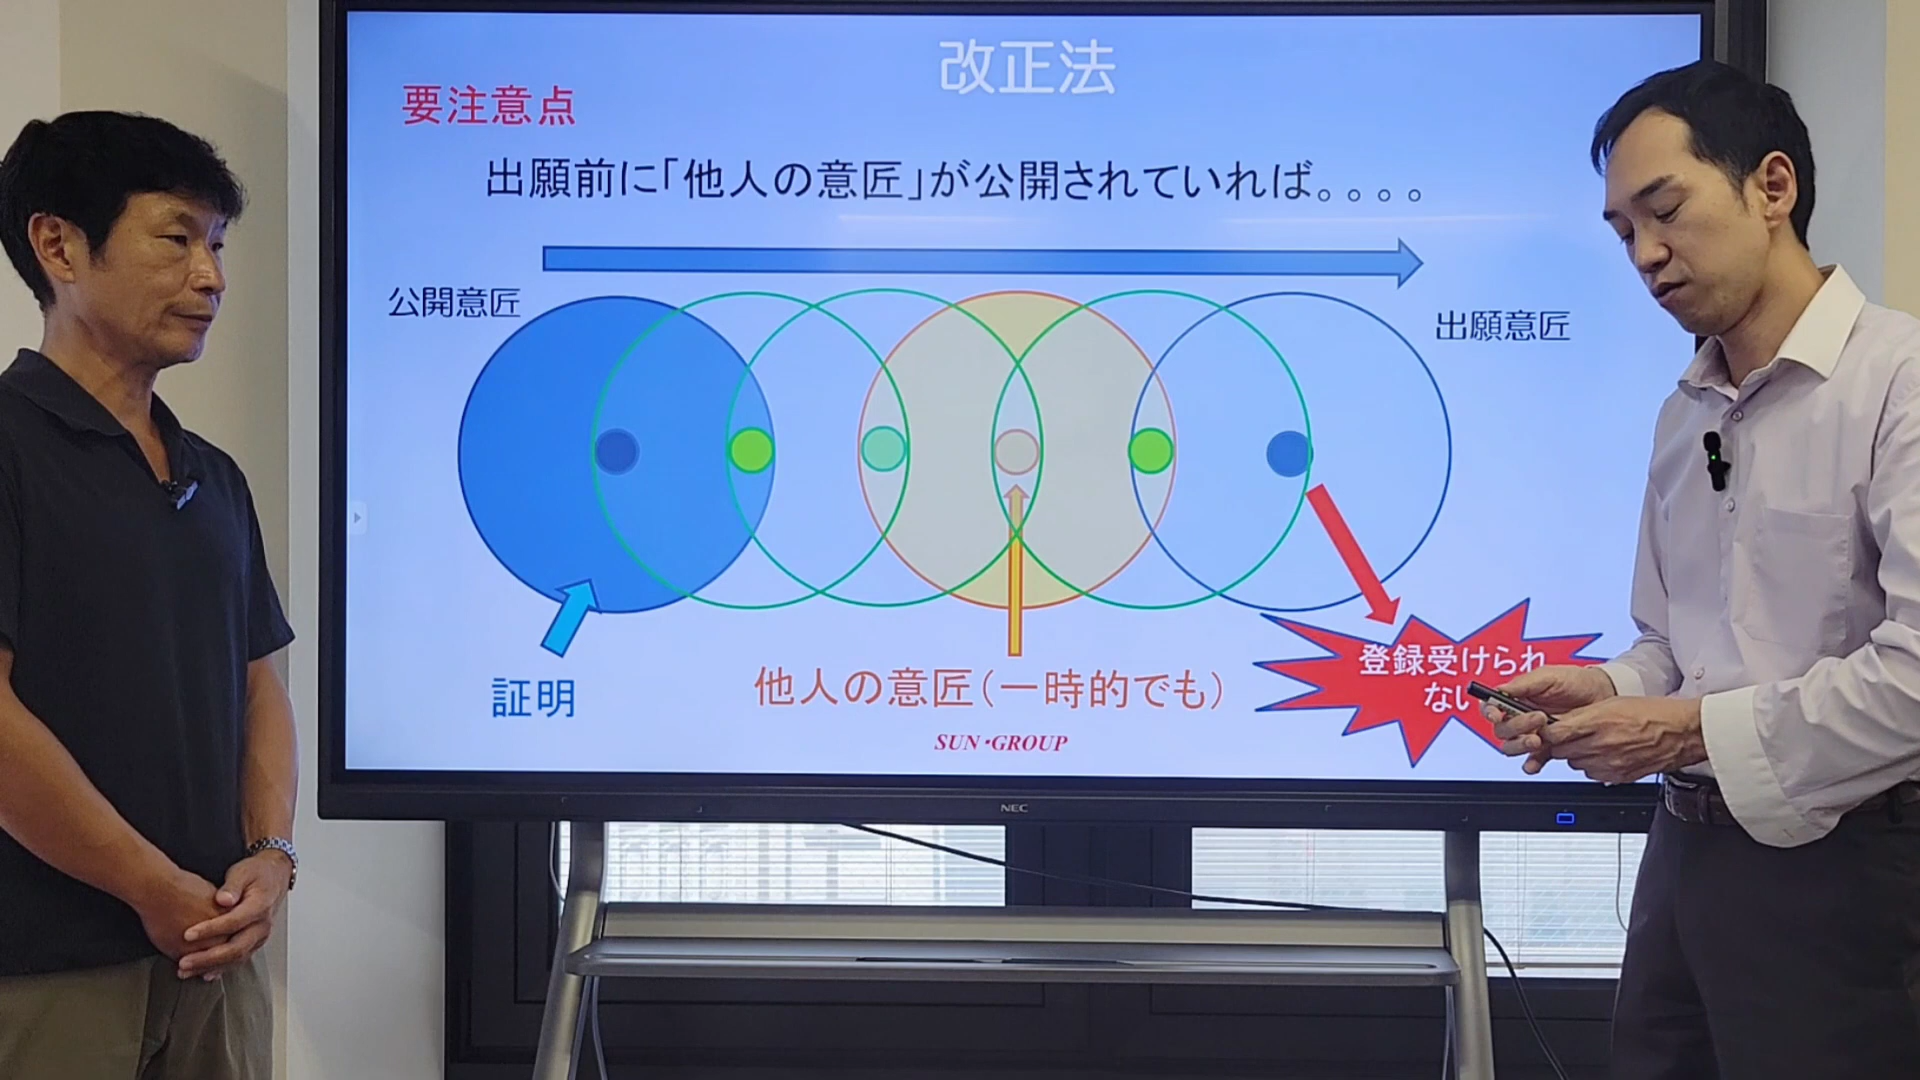 改正法
要注意点
出願前に「他人の意匠」が公開されていれば。。。。
公開意匠
出願意匠
証明
他人の意匠（一時的でも）
登録受けられ
ない
SUN・GROUP
NEC